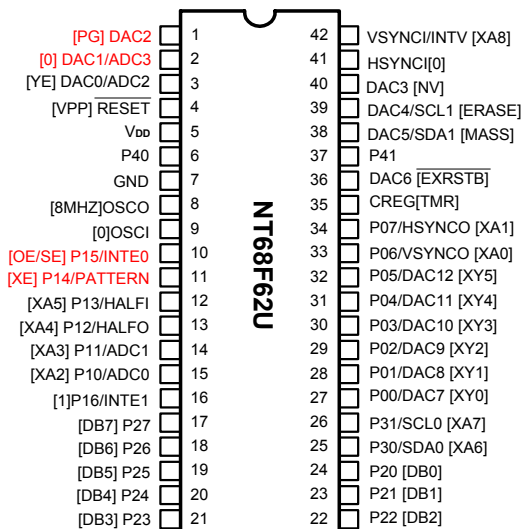 [PG] DAC2 1 42 VSYNCI/INTV [XA8]
[0] DAC1/ADC3 2 41 HSYNCI[0]
[YE] DAC0/ADC2 3 40 DAC3 [NV]
[VPP] RESET 4 39 DAC4/SCL1 [ERASE]
VDD 5 38 DAC5/SDA1 [MASS]
P40 6 37 P41
GND 7 36 DAC6 [EXRSTB]
[8MHZ]OSCO 8 35 CREG[TMR]
[0]OSCI 9 34 P07/HSYNCO [XA1]
[OE/SE] P15/INTE0 10 33 P06/VSYNCO [XA0]
[XE] P14/PATTERN 11 32 P05/DAC12 [XY5]
[XA5] P13/HALFI 12 31 P04/DAC11 [XY4]
[XA4] P12/HALFO 13 30 P03/DAC10 [XY3]
[XA3] P11/ADC1 14 29 P02/DAC9 [XY2]
[XA2] P10/ADC0 15 28 P01/DAC8 [XY1]
[1]P16/INTE1 16 27 P00/DAC7 [XY0]
[DB7] P27 17 26 P31/SCL0 [XA7]
[DB6] P26 18 25 P30/SDA0 [XA6]
[DB5] P25 19 24 P20 [DB0]
[DB4] P24 20 23 P21 [DB1]
[DB3] P23 21 22 P22 [DB2]
NT68F62U